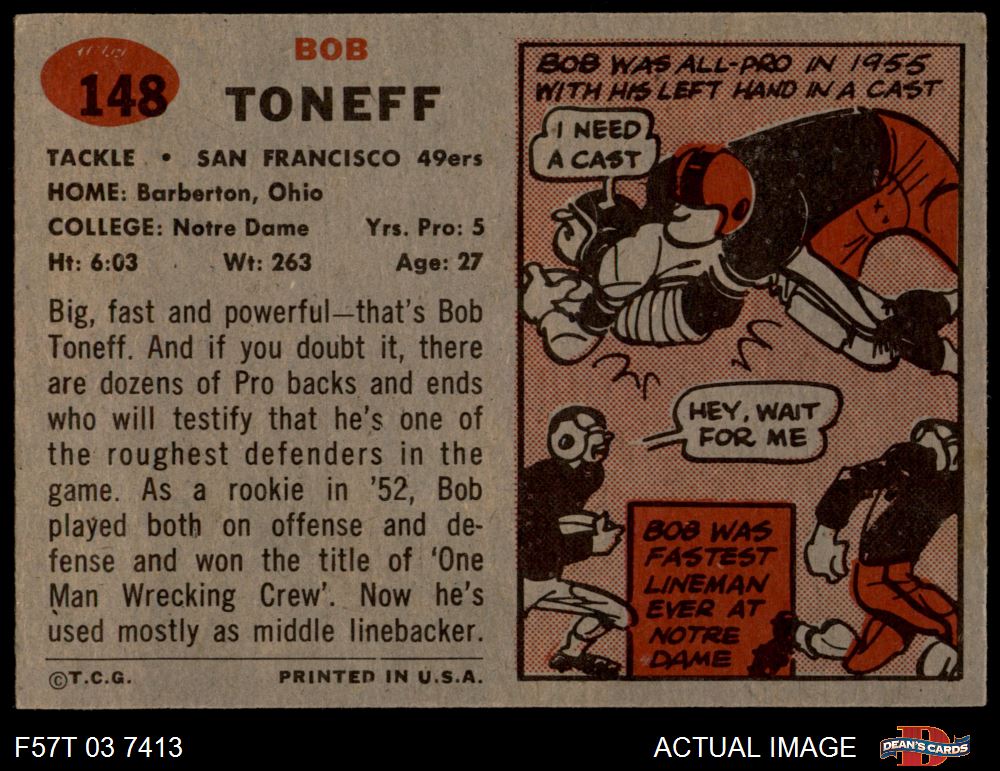 148
BOB
TONEFF
TACKLE • SAN FRANCISCO 49ers
HOME: Barberton, Ohio
COLLEGE: Notre Dame Yrs. Pro: 5
Ht: 6:03 Wt: 263 Age: 27
Big, fast and powerful—that's Bob
Toneff. And if you doubt it, there
are dozens of Pro backs and ends
who will testify that he's one of
the roughest defenders in the
game. As a rookie in '52, Bob
played both on offense and de-
fense and won the title of 'One
Man Wrecking Crew'. Now he's
used mostly as middle linebacker.
©T.C.G. PRINTED IN U.S.A.
BOB WAS ALL-PRO IN 1955
WITH HIS LEFT HAND IN A CAST
I NEED
A CAST
HEY, WAIT
FOR ME
BOB WAS
FASTEST
LINEMAN
EVER AT
NOTRE
DAME
F57T 03 7413
ACTUAL IMAGE
DEAN'S CARDS